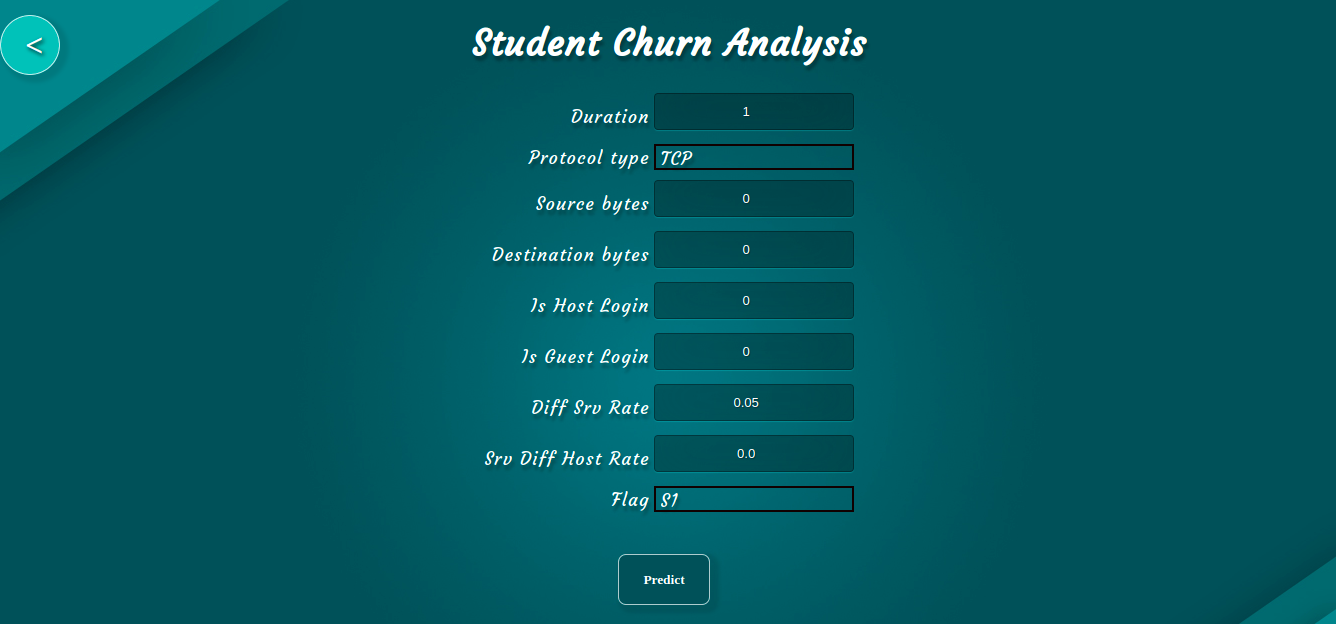 <
Student Churn Analysis
Duration 1
Protocol type TCP
Source bytes 0
Destination bytes 0
Is Host Login 0
Is Guest Login 0
Diff Srv Rate 0.05
Srv Diff Host Rate 0.0
Flag S1
Predict